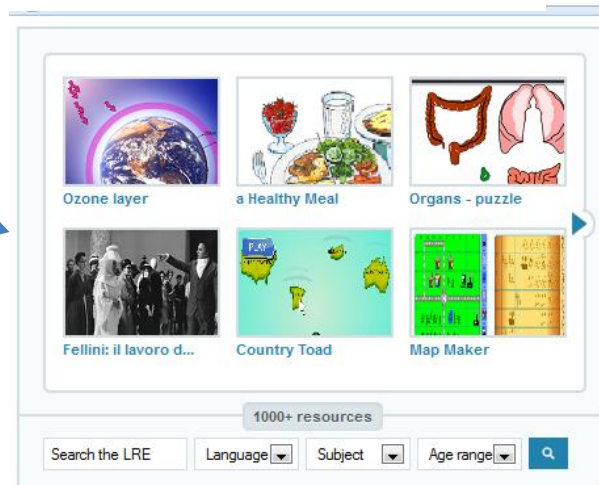 Ozone layer
a Healthy Meal
Organs - puzzle
PLAY
Fellini: il lavoro d...
Country Toad
Map Maker
1000+ resources
Search the LRE
Language
Subject
Age range